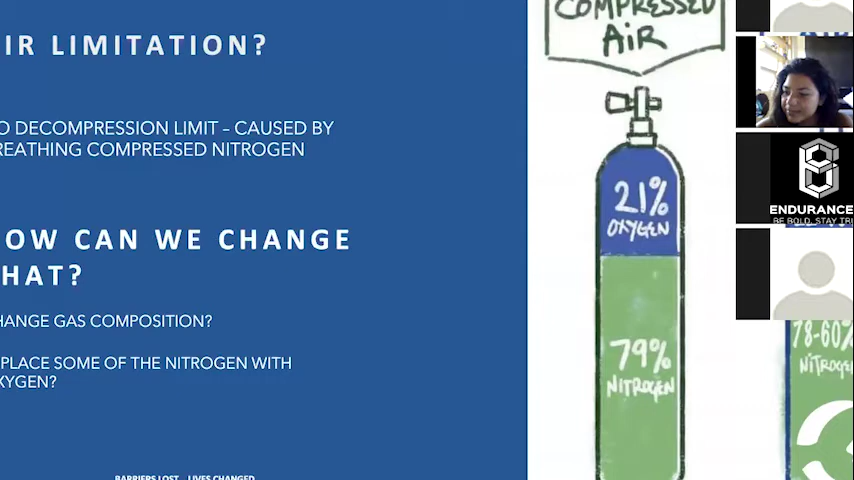 IR LIMITATION?
O DECOMPRESSION LIMIT – CAUSED BY
REATHING COMPRESSED NITROGEN
OW CAN WE CHANGE
HAT?
HANGE GAS COMPOSITION?
PLACE SOME OF THE NITROGEN WITH
XYGEN?
BARRIERS LOST... LIVES CHANGED
COMPRESSED
AiR
21%
OXYGEN
79%
NITROGEN
ENDURANCE
BE BOLD. STAY TRU
78-60%
NiTROGEN